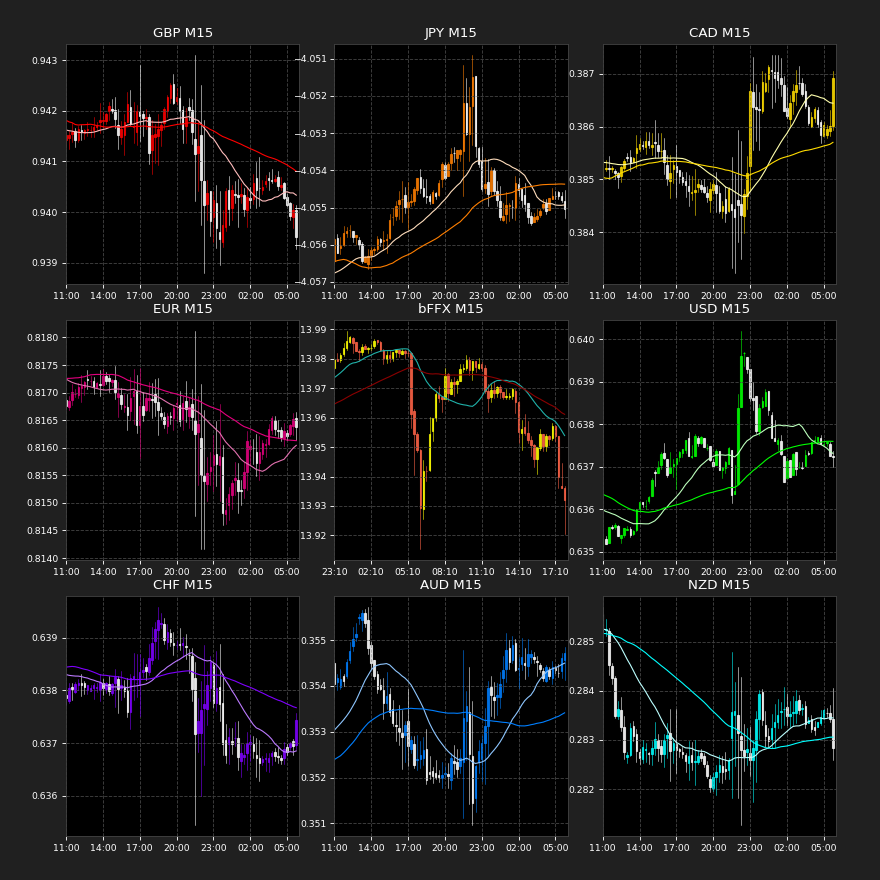 GBP M15
0.943
0.942
0.941
0.940
0.939
11:00 14:00 17:00 20:00 23:00 02:00 05:00
JPY M15
−4.051
−4.052
−4.053
−4.054
−4.055
−4.056
−4.057
11:00 14:00 17:00 20:00 23:00 02:00 05:00
CAD M15
0.387
0.386
0.385
0.384
11:00 14:00 17:00 20:00 23:00 02:00 05:00
EUR M15
0.8180
0.8175
0.8170
0.8165
0.8160
0.8155
0.8150
0.8145
0.8140
11:00 14:00 17:00 20:00 23:00 02:00 05:00
bFFX M15
13.99
13.98
13.97
13.96
13.95
13.94
13.93
13.92
23:10 02:10 05:10 08:10 11:10 14:10 17:10
USD M15
0.640
0.639
0.638
0.637
0.636
0.635
11:00 14:00 17:00 20:00 23:00 02:00 05:00
CHF M15
0.639
0.638
0.637
0.636
11:00 14:00 17:00 20:00 23:00 02:00 05:00
AUD M15
0.355
0.354
0.353
0.352
0.351
11:00 14:00 17:00 20:00 23:00 02:00 05:00
NZD M15
0.285
0.284
0.283
0.282
11:00 14:00 17:00 20:00 23:00 02:00 05:00